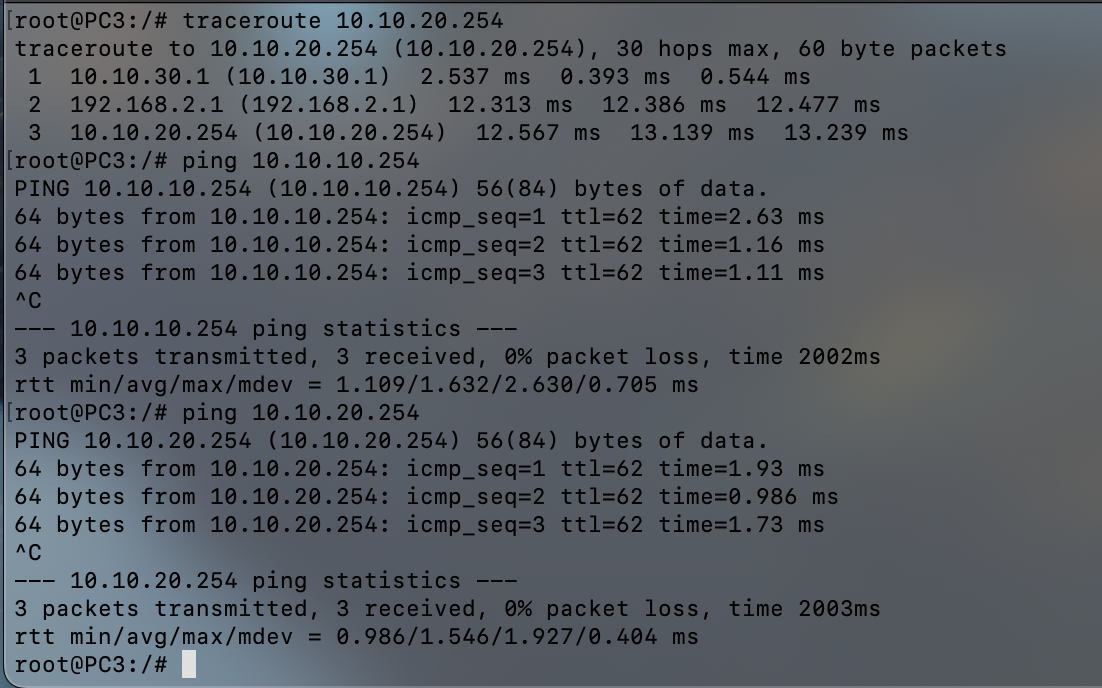 [root@PC3:/# traceroute 10.10.20.254
traceroute to 10.10.20.254 (10.10.20.254), 30 hops max, 60 byte packets
 1  10.10.30.1 (10.10.30.1)  2.537 ms  0.393 ms  0.544 ms
 2  192.168.2.1 (192.168.2.1)  12.313 ms  12.386 ms  12.477 ms
 3  10.10.20.254 (10.10.20.254)  12.567 ms  13.139 ms  13.239 ms
[root@PC3:/# ping 10.10.10.254
PING 10.10.10.254 (10.10.10.254) 56(84) bytes of data.
64 bytes from 10.10.10.254: icmp_seq=1 ttl=62 time=2.63 ms
64 bytes from 10.10.10.254: icmp_seq=2 ttl=62 time=1.16 ms
64 bytes from 10.10.10.254: icmp_seq=3 ttl=62 time=1.11 ms
^C
--- 10.10.10.254 ping statistics ---
3 packets transmitted, 3 received, 0% packet loss, time 2002ms
rtt min/avg/max/mdev = 1.109/1.632/2.630/0.705 ms
[root@PC3:/# ping 10.10.20.254
PING 10.10.20.254 (10.10.20.254) 56(84) bytes of data.
64 bytes from 10.10.20.254: icmp_seq=1 ttl=62 time=1.93 ms
64 bytes from 10.10.20.254: icmp_seq=2 ttl=62 time=0.986 ms
64 bytes from 10.10.20.254: icmp_seq=3 ttl=62 time=1.73 ms
^C
--- 10.10.20.254 ping statistics ---
3 packets transmitted, 3 received, 0% packet loss, time 2003ms
rtt min/avg/max/mdev = 0.986/1.546/1.927/0.404 ms
root@PC3:/#